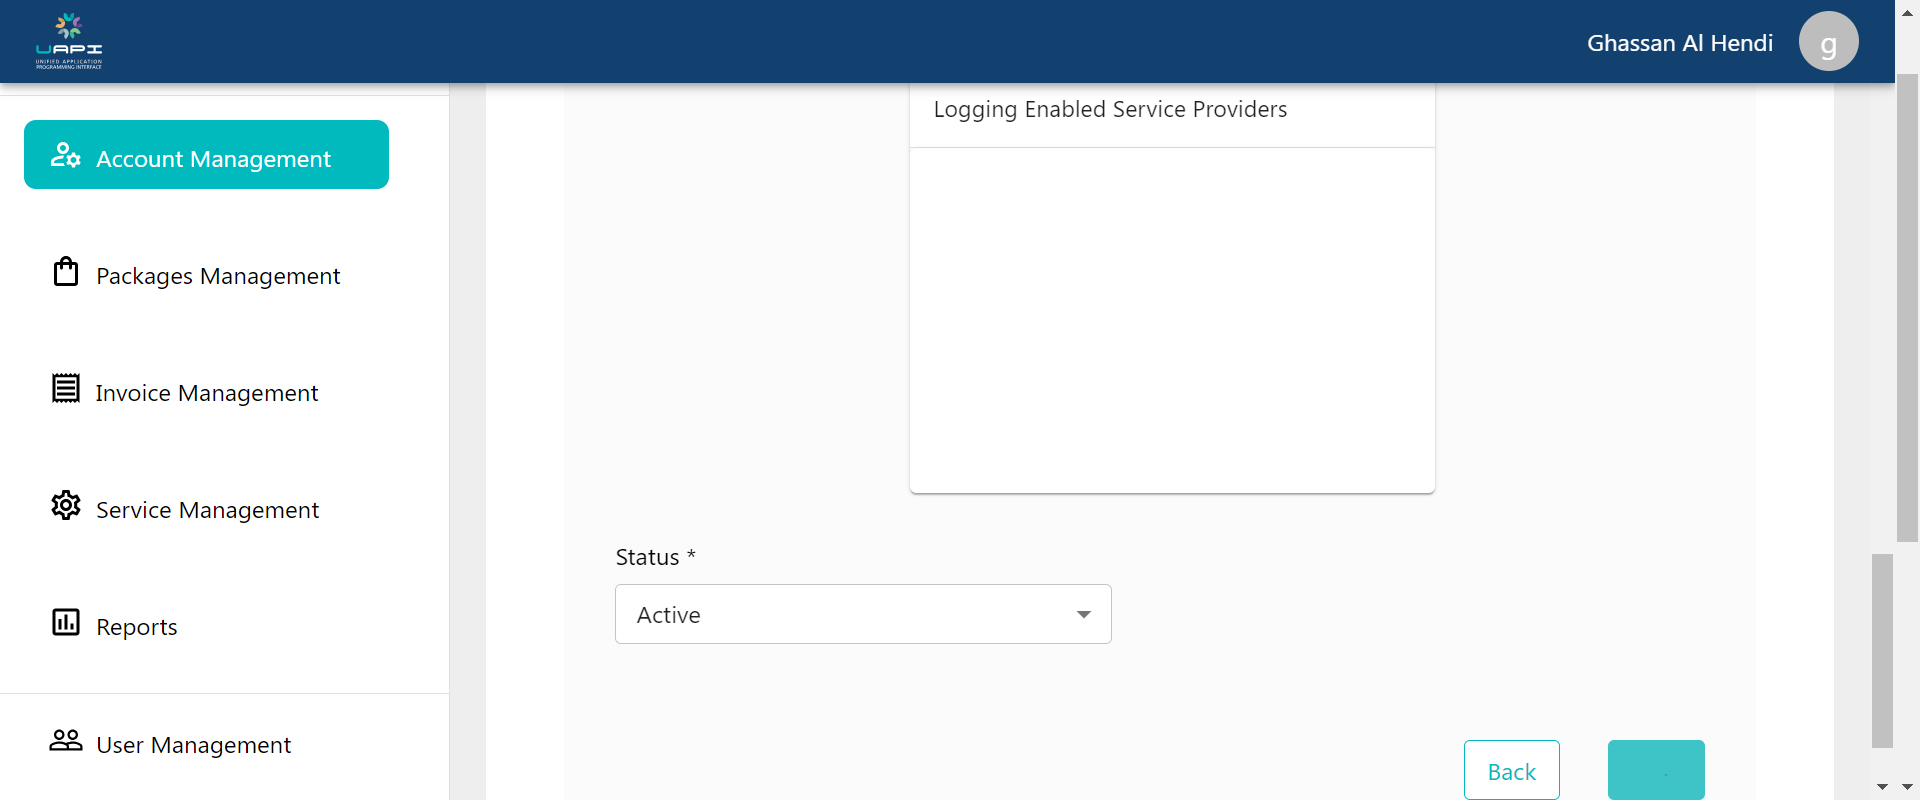 UAPI
UNIFIED APPLICATION
PROGRAMMING INTERFACE
Ghassan Al Hendi
g
Account Management
Packages Management
Invoice Management
Service Management
Reports
User Management
Logging Enabled Service Providers
Status *
Active
Back